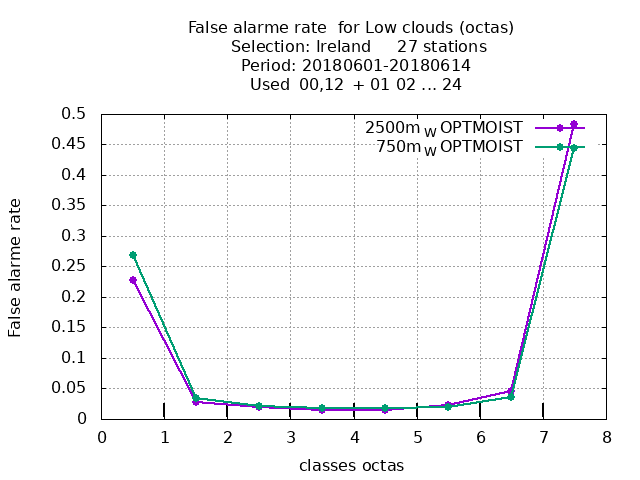 False alarme rate  for Low clouds (octas)
Selection: Ireland     27 stations
Period: 20180601-20180614
Used  00,12  + 01 02 ... 24
2500m_W OPTMOIST
750m_W OPTMOIST
False alarme rate
0.5
0.45
0.4
0.35
0.3
0.25
0.2
0.15
0.1
0.05
0
0 1 2 3 4 5 6 7 8
classes octas